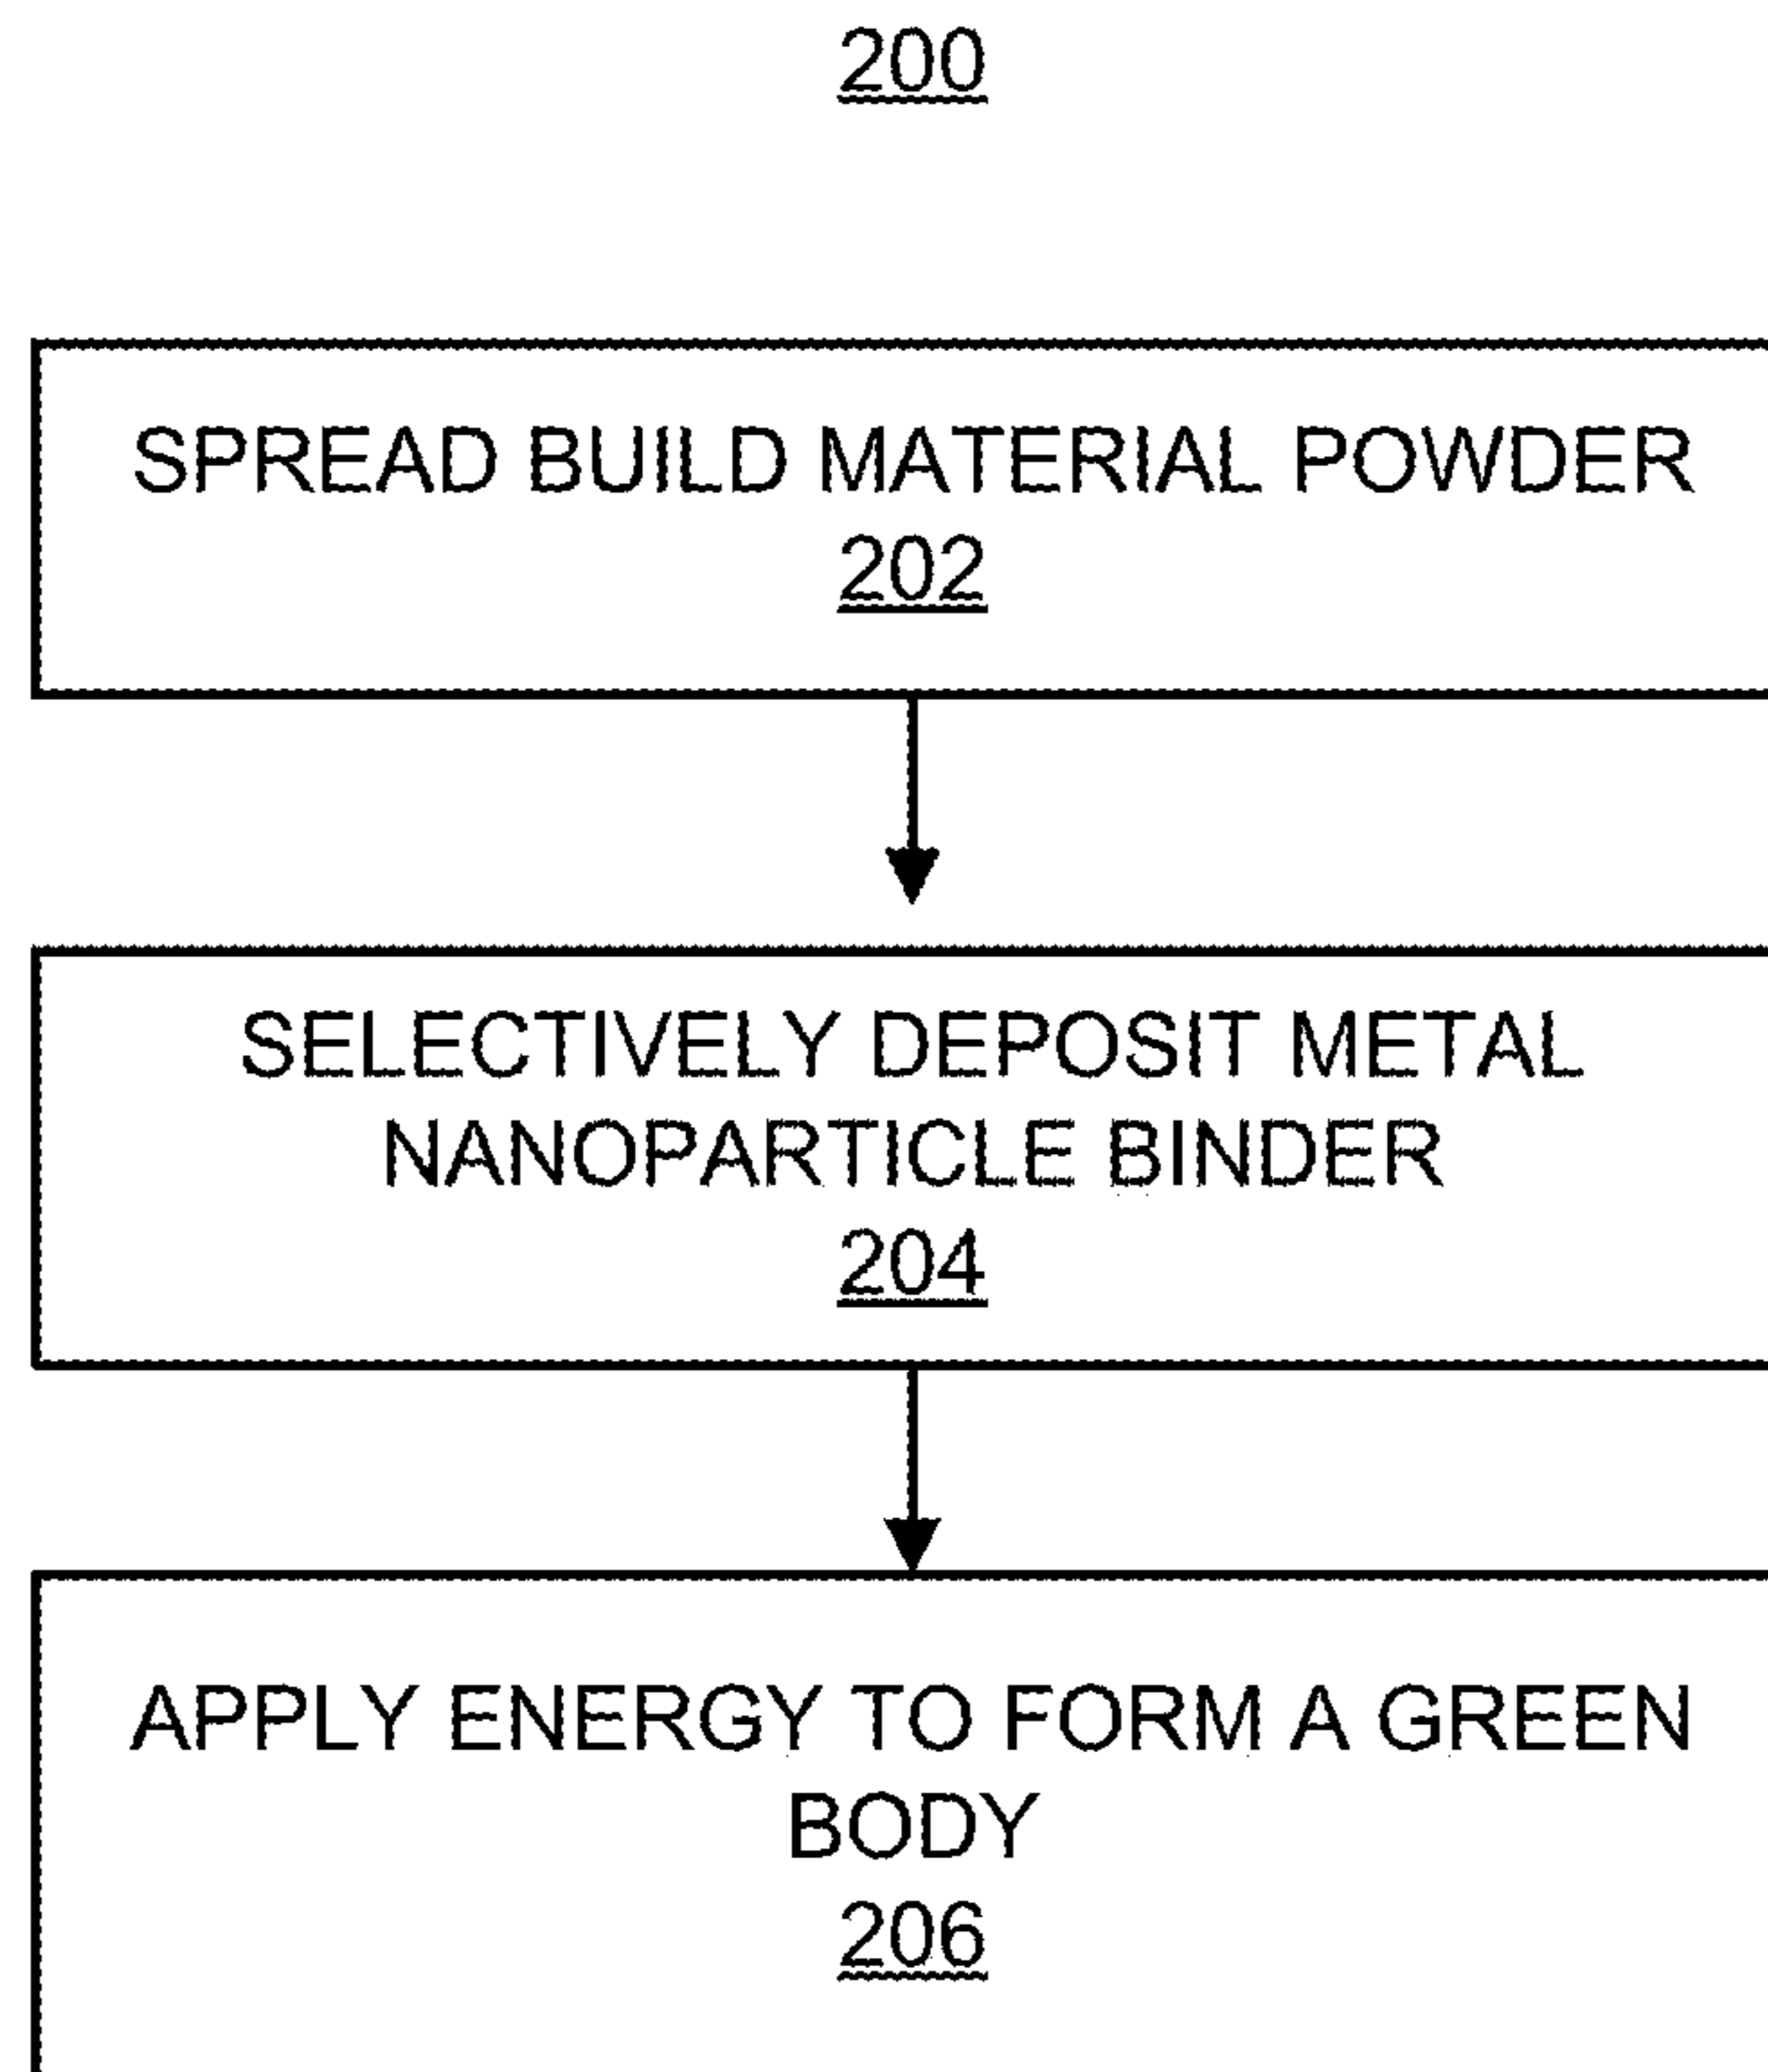 200
SPREAD BUILD MATERIAL POWDER
202
SELECTIVELY DEPOSIT METAL
NANOPARTICLE BINDER
204
APPLY ENERGY TO FORM A GREEN
BODY
206